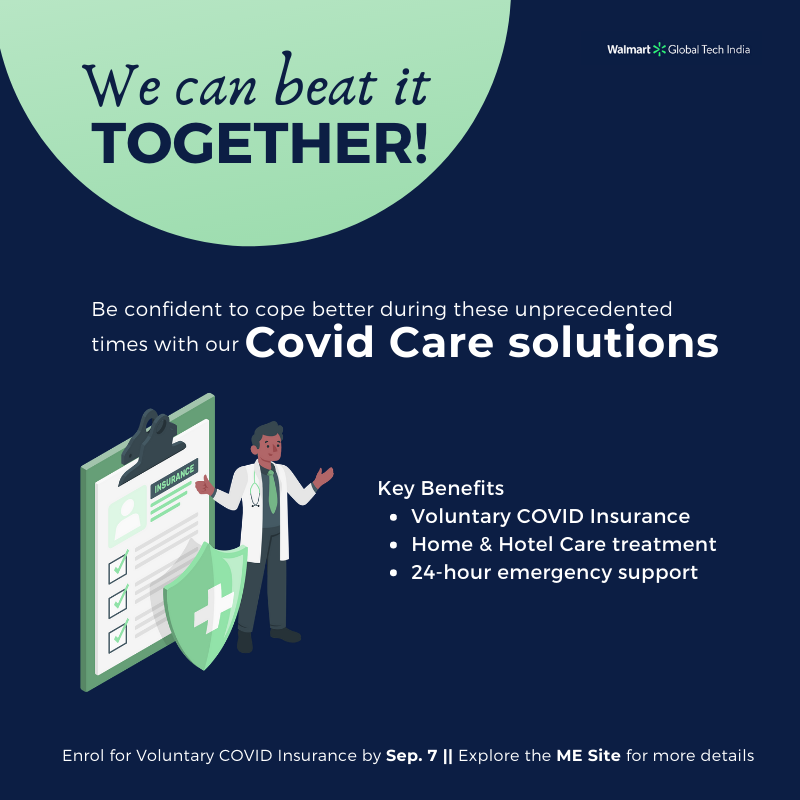 We can beat it
TOGETHER!
Walmart Global Tech India
Be confident to cope better during these unprecedented
times with our Covid Care solutions
INSURANCE
Key Benefits
• Voluntary COVID Insurance
• Home & Hotel Care treatment
• 24-hour emergency support
Enrol for Voluntary COVID Insurance by Sep. 7 || Explore the ME Site for more details